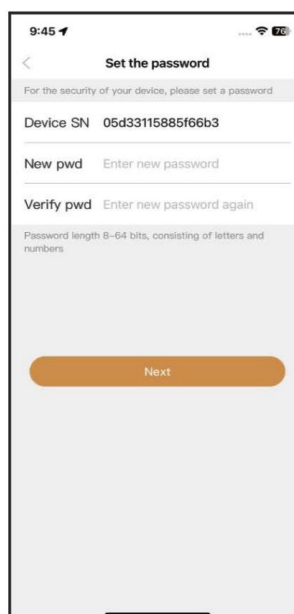 9:45
76
Set the password
For the security of your device, please set a password
Device SN 05d33115885f66b3
New pwd Enter new password
Verify pwd Enter new password again
Password length 8-64 bits, consisting of letters and
numbers
Next